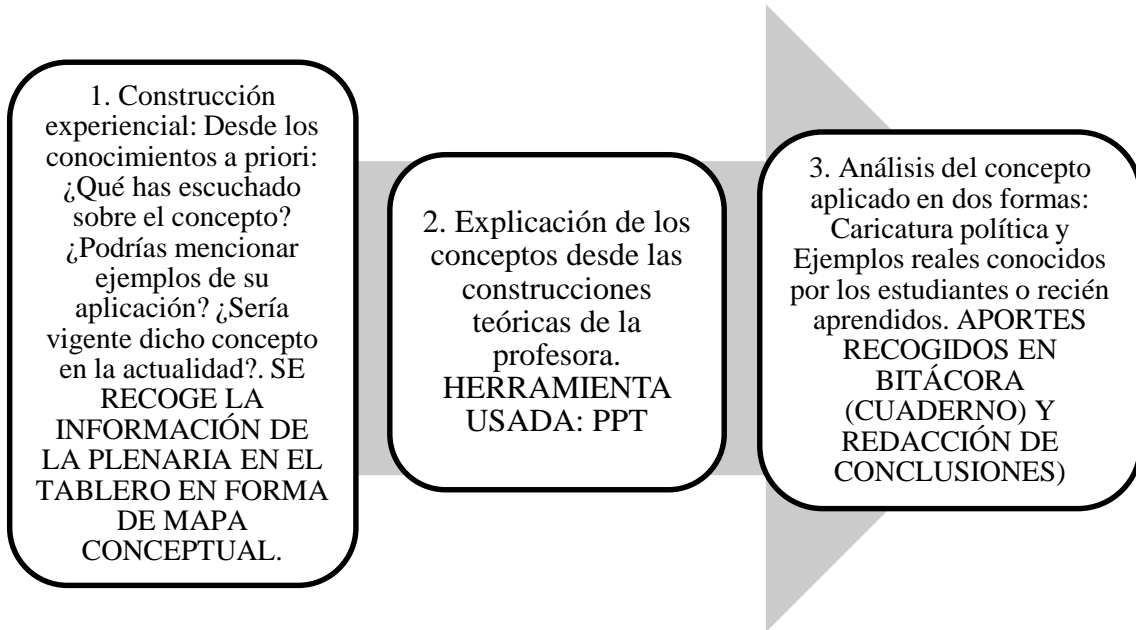 1. Construcción
experiencial: Desde los
conocimientos a priori:
¿Qué has escuchado
sobre el concepto?
¿Podrías mencionar
ejemplos de su
aplicación? ¿Sería
vigente dicho concepto
en la actualidad?. SE
RECOGE LA
INFORMACIÓN DE
LA PLENARIA EN EL
TABLERO EN FORMA
DE MAPA
CONCEPTUAL.
2. Explicación de los
conceptos desde las
construcciones
teóricas de la
profesora.
HERRAMIENTA
USADA: PPT
3. Análisis del concepto
aplicado en dos formas:
Caricatura política y
Ejemplos reales conocidos
por los estudiantes o recién
aprendidos. APORTES
RECOGIDOS EN
BITÁCORA
(CUADERNO) Y
REDACCIÓN DE
CONCLUSIONES)